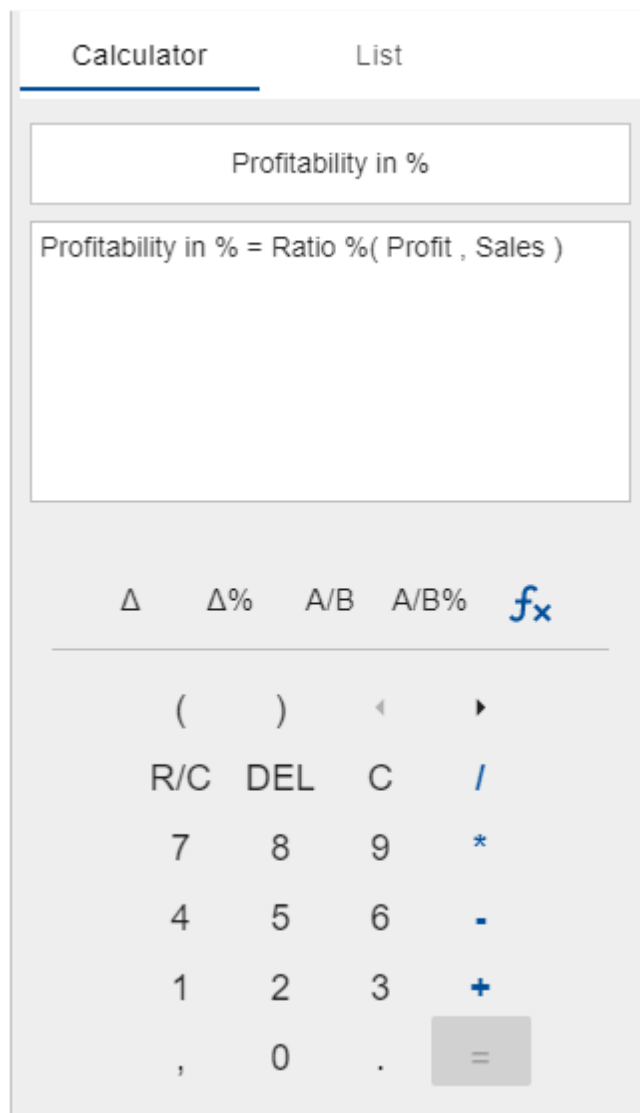 Calculator List
Profitability in %
Profitability in % = Ratio %( Profit , Sales )
Δ Δ% A/B A/B% fx
( )
R/C DEL C /
7 8 9 *
4 5 6 -
1 2 3 +
, 0 . =